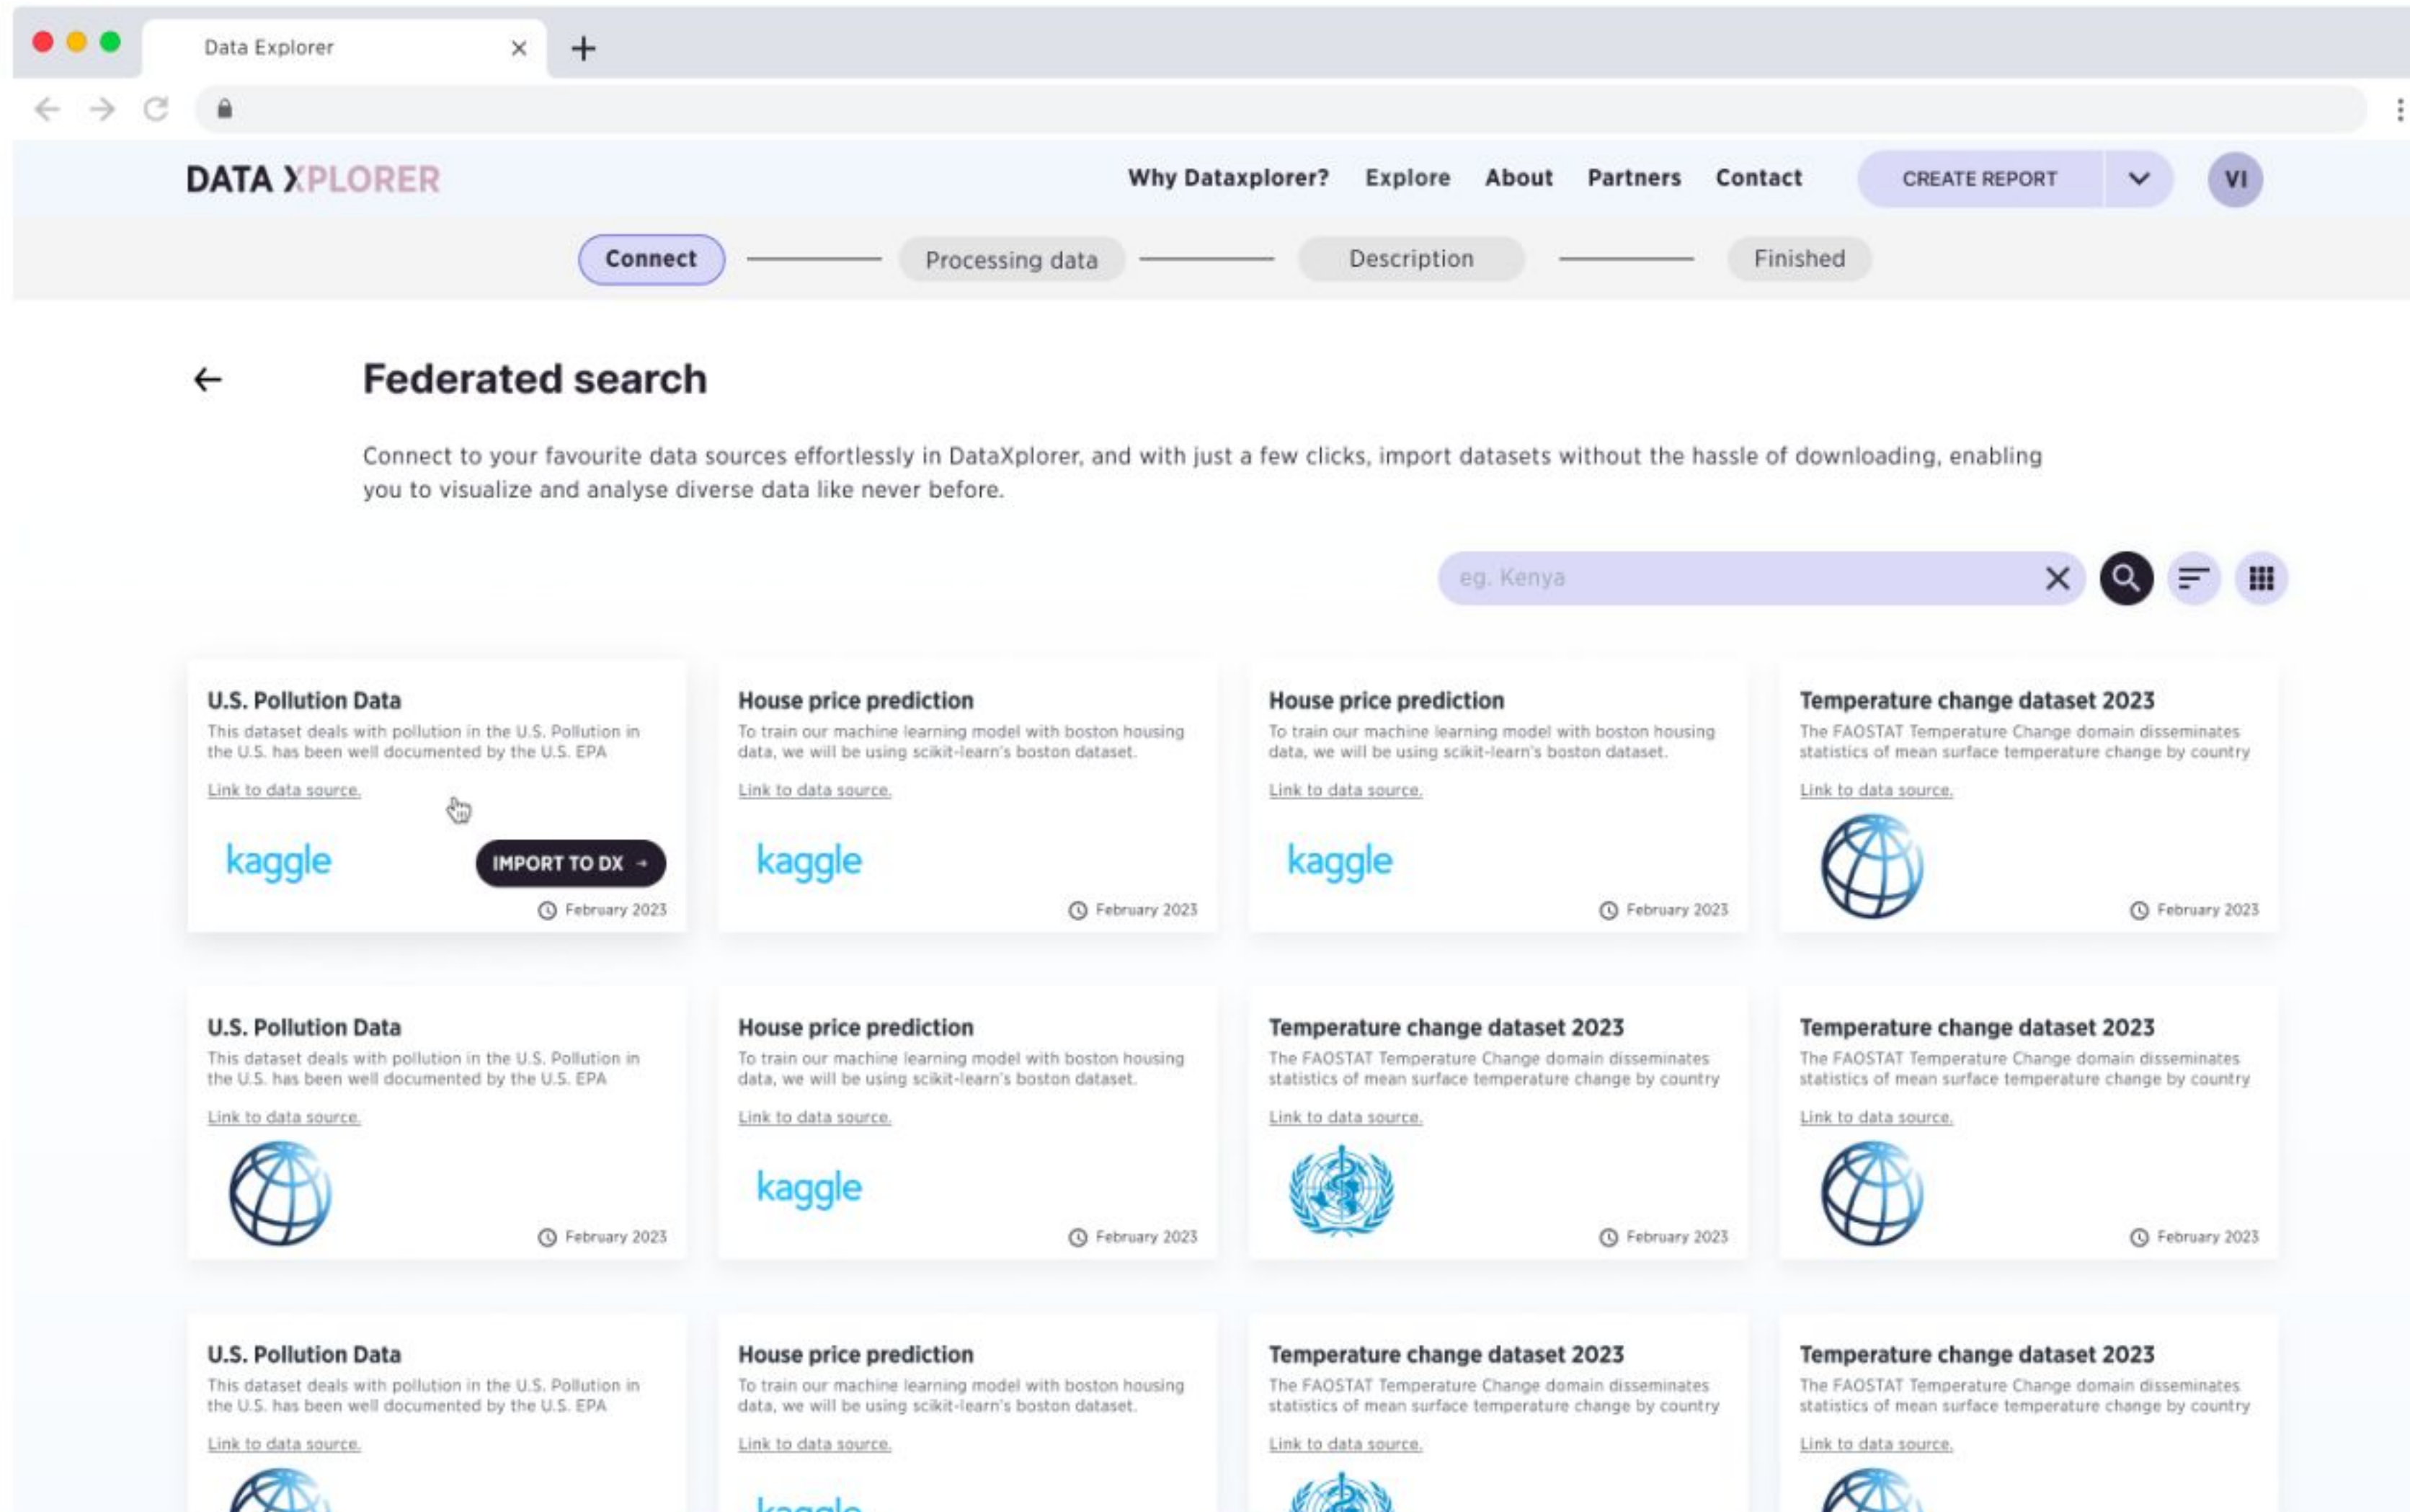 Data Explorer
DATA XPLORER
Why Dataxplorer? Explore About Partners Contact CREATE REPORT VI
Connect Processing data Description Finished
Federated search
Connect to your favourite data sources effortlessly in DataXplorer, and with just a few clicks, import datasets without the hassle of downloading, enabling
you to visualize and analyse diverse data like never before.
eg. Kenya
U.S. Pollution Data
This dataset deals with pollution in the U.S. Pollution in
the U.S. has been well documented by the U.S. EPA
Link to data source.
kaggle
IMPORT TO DX →
February 2023
House price prediction
To train our machine learning model with boston housing
data, we will be using scikit-learn's boston dataset.
Link to data source.
kaggle
February 2023
House price prediction
To train our machine learning model with boston housing
data, we will be using scikit-learn's boston dataset.
Link to data source.
kaggle
February 2023
Temperature change dataset 2023
The FAOSTAT Temperature Change domain disseminates
statistics of mean surface temperature change by country
Link to data source.
February 2023
U.S. Pollution Data
This dataset deals with pollution in the U.S. Pollution in
the U.S. has been well documented by the U.S. EPA
Link to data source.
February 2023
House price prediction
To train our machine learning model with boston housing
data, we will be using scikit-learn's boston dataset.
Link to data source.
kaggle
February 2023
Temperature change dataset 2023
The FAOSTAT Temperature Change domain disseminates
statistics of mean surface temperature change by country
Link to data source.
February 2023
Temperature change dataset 2023
The FAOSTAT Temperature Change domain disseminates
statistics of mean surface temperature change by country
Link to data source.
February 2023
U.S. Pollution Data
This dataset deals with pollution in the U.S. Pollution in
the U.S. has been well documented by the U.S. EPA
Link to data source.
House price prediction
To train our machine learning model with boston housing
data, we will be using scikit-learn's boston dataset.
Link to data source.
kaggle
Temperature change dataset 2023
The FAOSTAT Temperature Change domain disseminates
statistics of mean surface temperature change by country
Link to data source.
Temperature change dataset 2023
The FAOSTAT Temperature Change domain disseminates
statistics of mean surface temperature change by country
Link to data source.